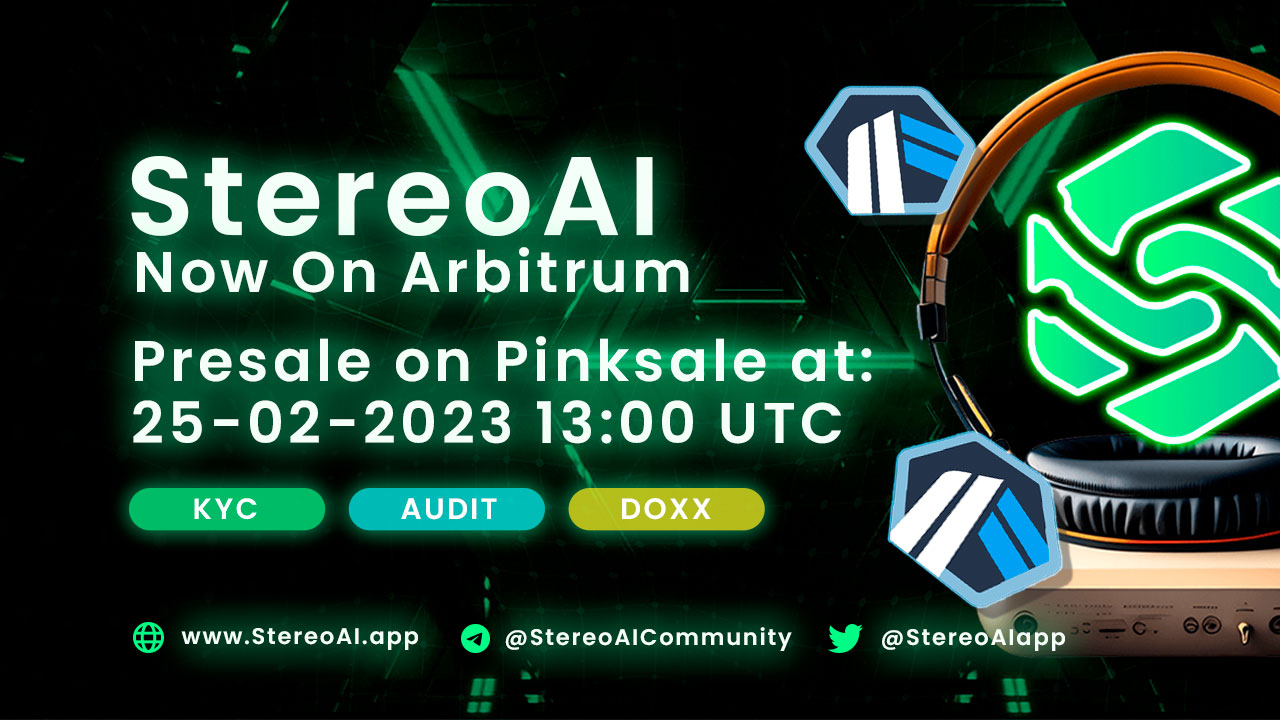 StereoAI
Now On Arbitrum
Presale on Pinksale at:
25-02-2023 13:00 UTC
KYC AUDIT DOXX
www.StereoAI.app @StereoAICommunity @StereoAIapp